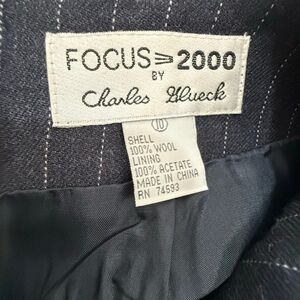 FOCUS 2000
BY
Charles Glueck
10
SHELL
100% WOOL
LINING
100% ACETATE
MADE IN CHINA
RN 74593